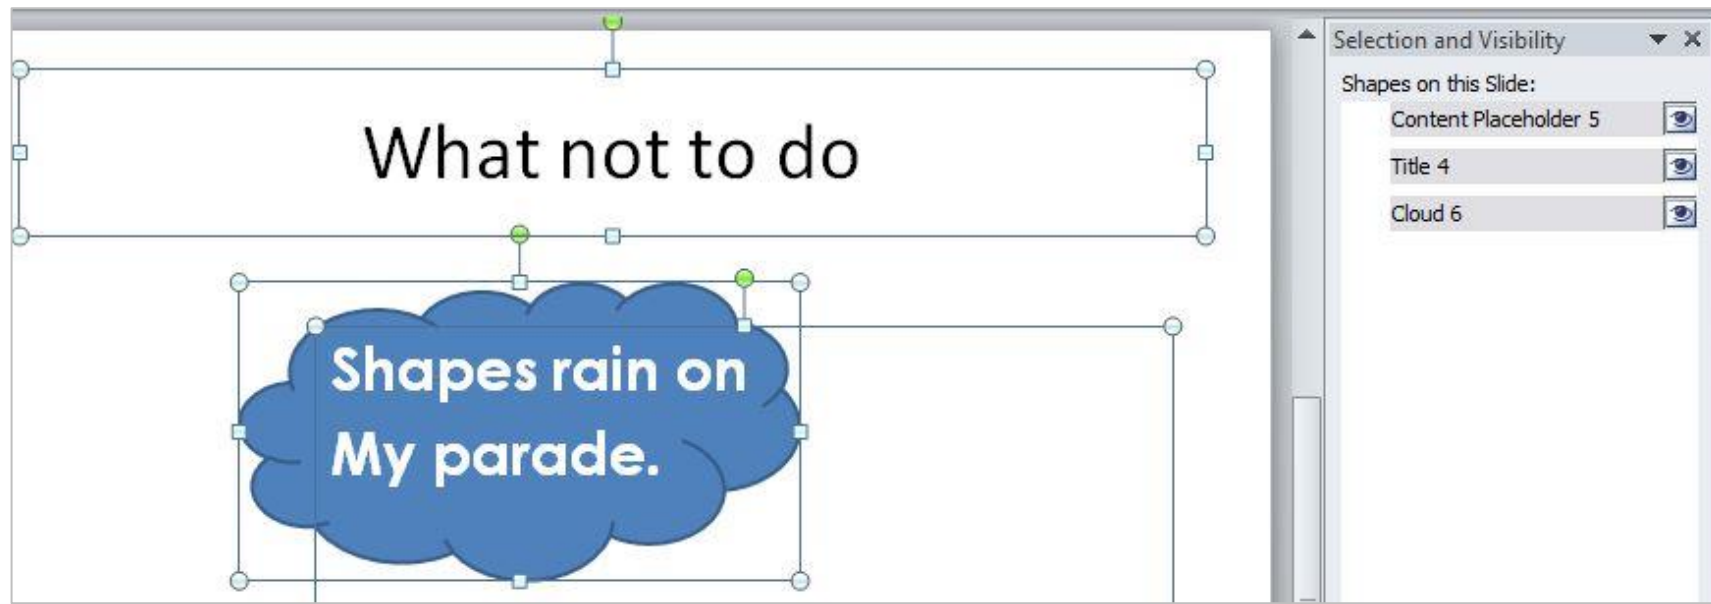 What not to do
Shapes rain on
My parade.
Selection and Visibility
Shapes on this Slide:
Content Placeholder 5
Title 4
Cloud 6